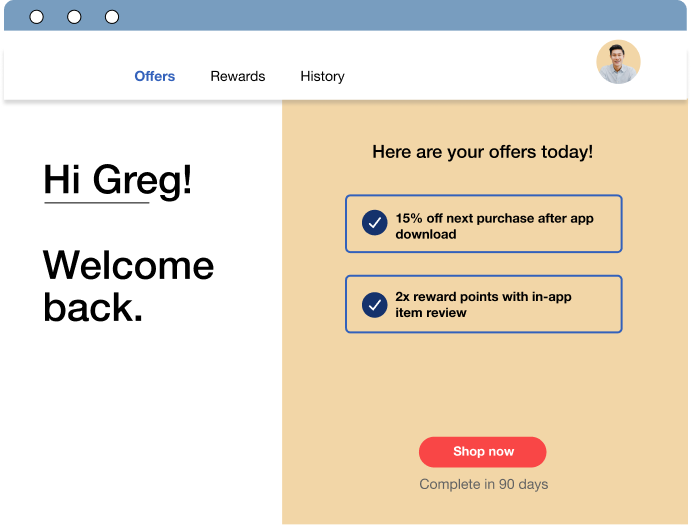 Offers Rewards History
Hi Greg!
Welcome
back.
Here are your offers today!
15% off next purchase after app
download
2x reward points with in-app
item review
Shop now
Complete in 90 days